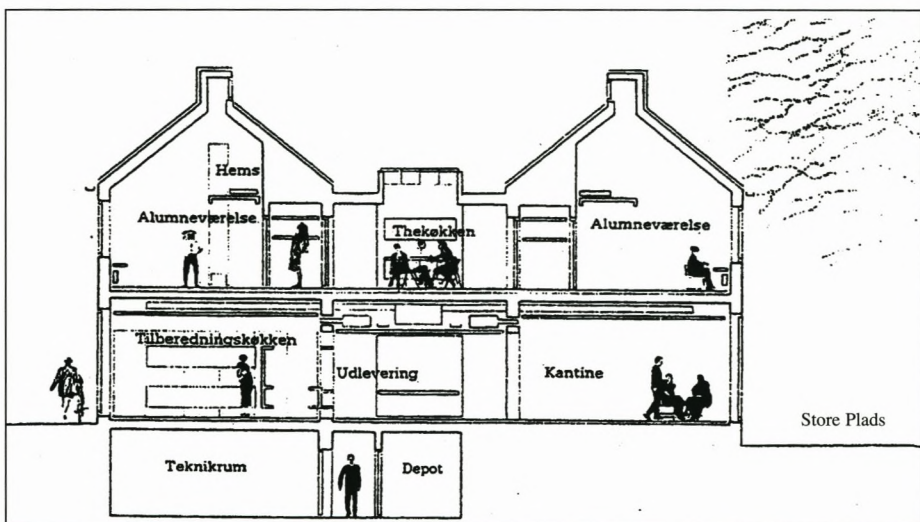 Hems
Alumneværelse
Thekøkken
Alumneværelse
Tilberedningskøkken
Udlevering
Kantine
Store Plads
Teknikrum
Depot